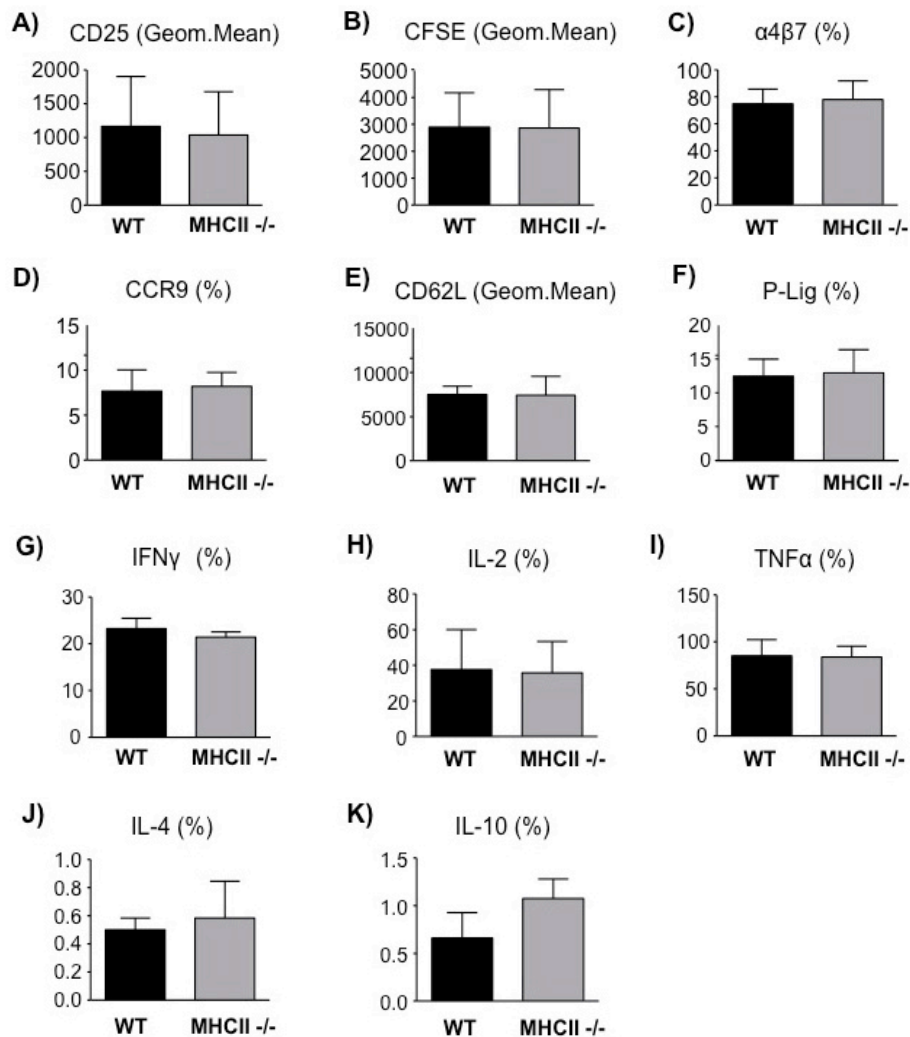 A) CD25 (Geom.Mean)
2000
1500
1000
500
0
WT MHCII -/-
B) CFSE (Geom.Mean)
5000
4000
3000
2000
1000
0
WT MHCII -/-
C) α4β7 (%)
100
80
60
40
20
0
WT MHCII -/-
D) CCR9 (%)
15
10
5
0
WT MHCII -/-
E) CD62L (Geom.Mean)
15000
10000
5000
0
WT MHCII -/-
F) P-Lig (%)
20
15
10
5
0
WT MHCII -/-
G) IFNγ (%)
30
20
10
0
WT MHCII -/-
H) IL-2 (%)
80
60
40
20
0
WT MHCII -/-
I) TNFα (%)
150
100
50
0
WT MHCII -/-
J) IL-4 (%)
1.0
0.8
0.6
0.4
0.2
0.0
WT MHCII -/-
K) IL-10 (%)
1.5
1.0
0.5
0.0
WT MHCII -/-